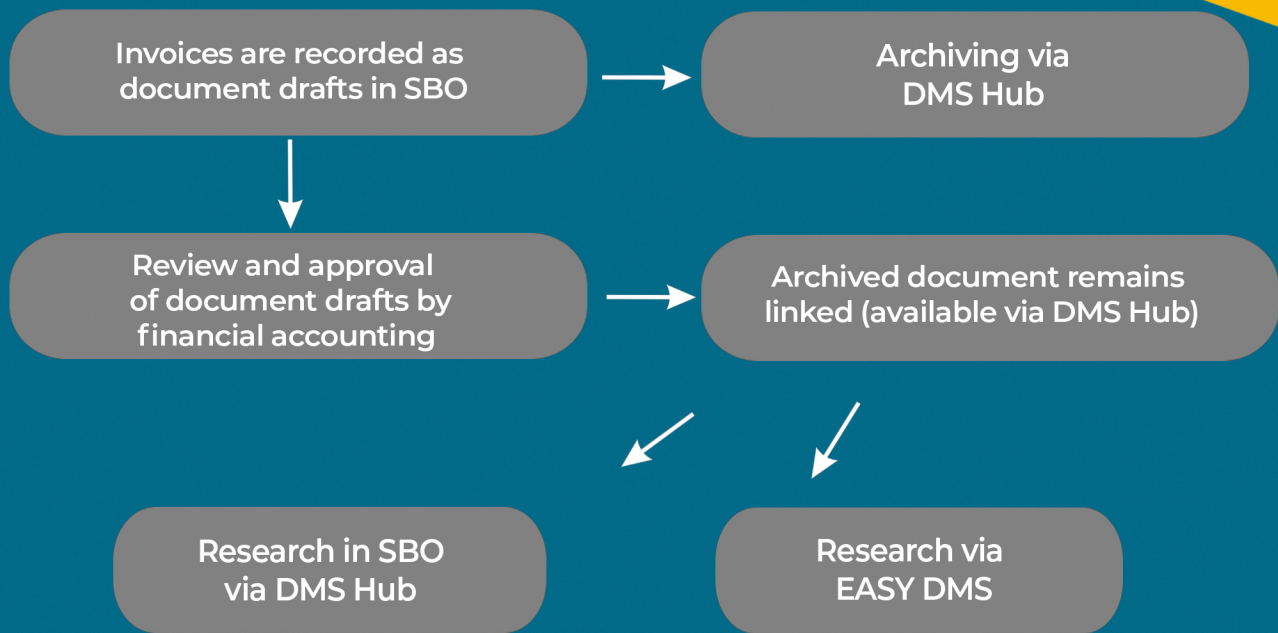 Invoices are recorded as
document drafts in SBO
Archiving via
DMS Hub
Review and approval
of document drafts by
financial accounting
Archived document remains
linked (available via DMS Hub)
Research in SBO
via DMS Hub
Research via
EASY DMS